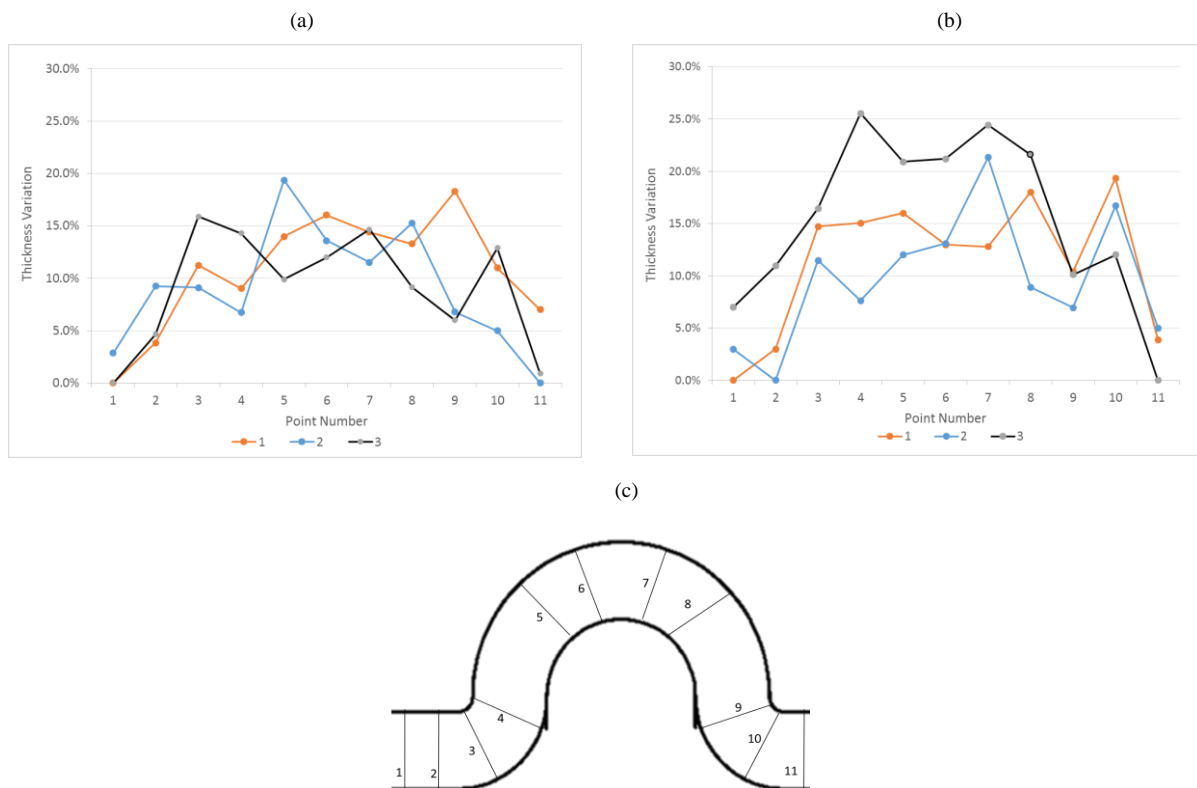 (a)
(b)
30.0%
25.0%
20.0%
15.0%
10.0%
5.0%
0.0%
Thickness Variation
1 2 3 4 5 6 7 8 9 10 11
Point Number
1 2 3
30.0%
25.0%
20.0%
15.0%
10.0%
5.0%
0.0%
Thickness Variation
1 2 3 4 5 6 7 8 9 10 11
Point Number
1 2 3
(c)
1
2
3
4
5
6
7
8
9
10
11